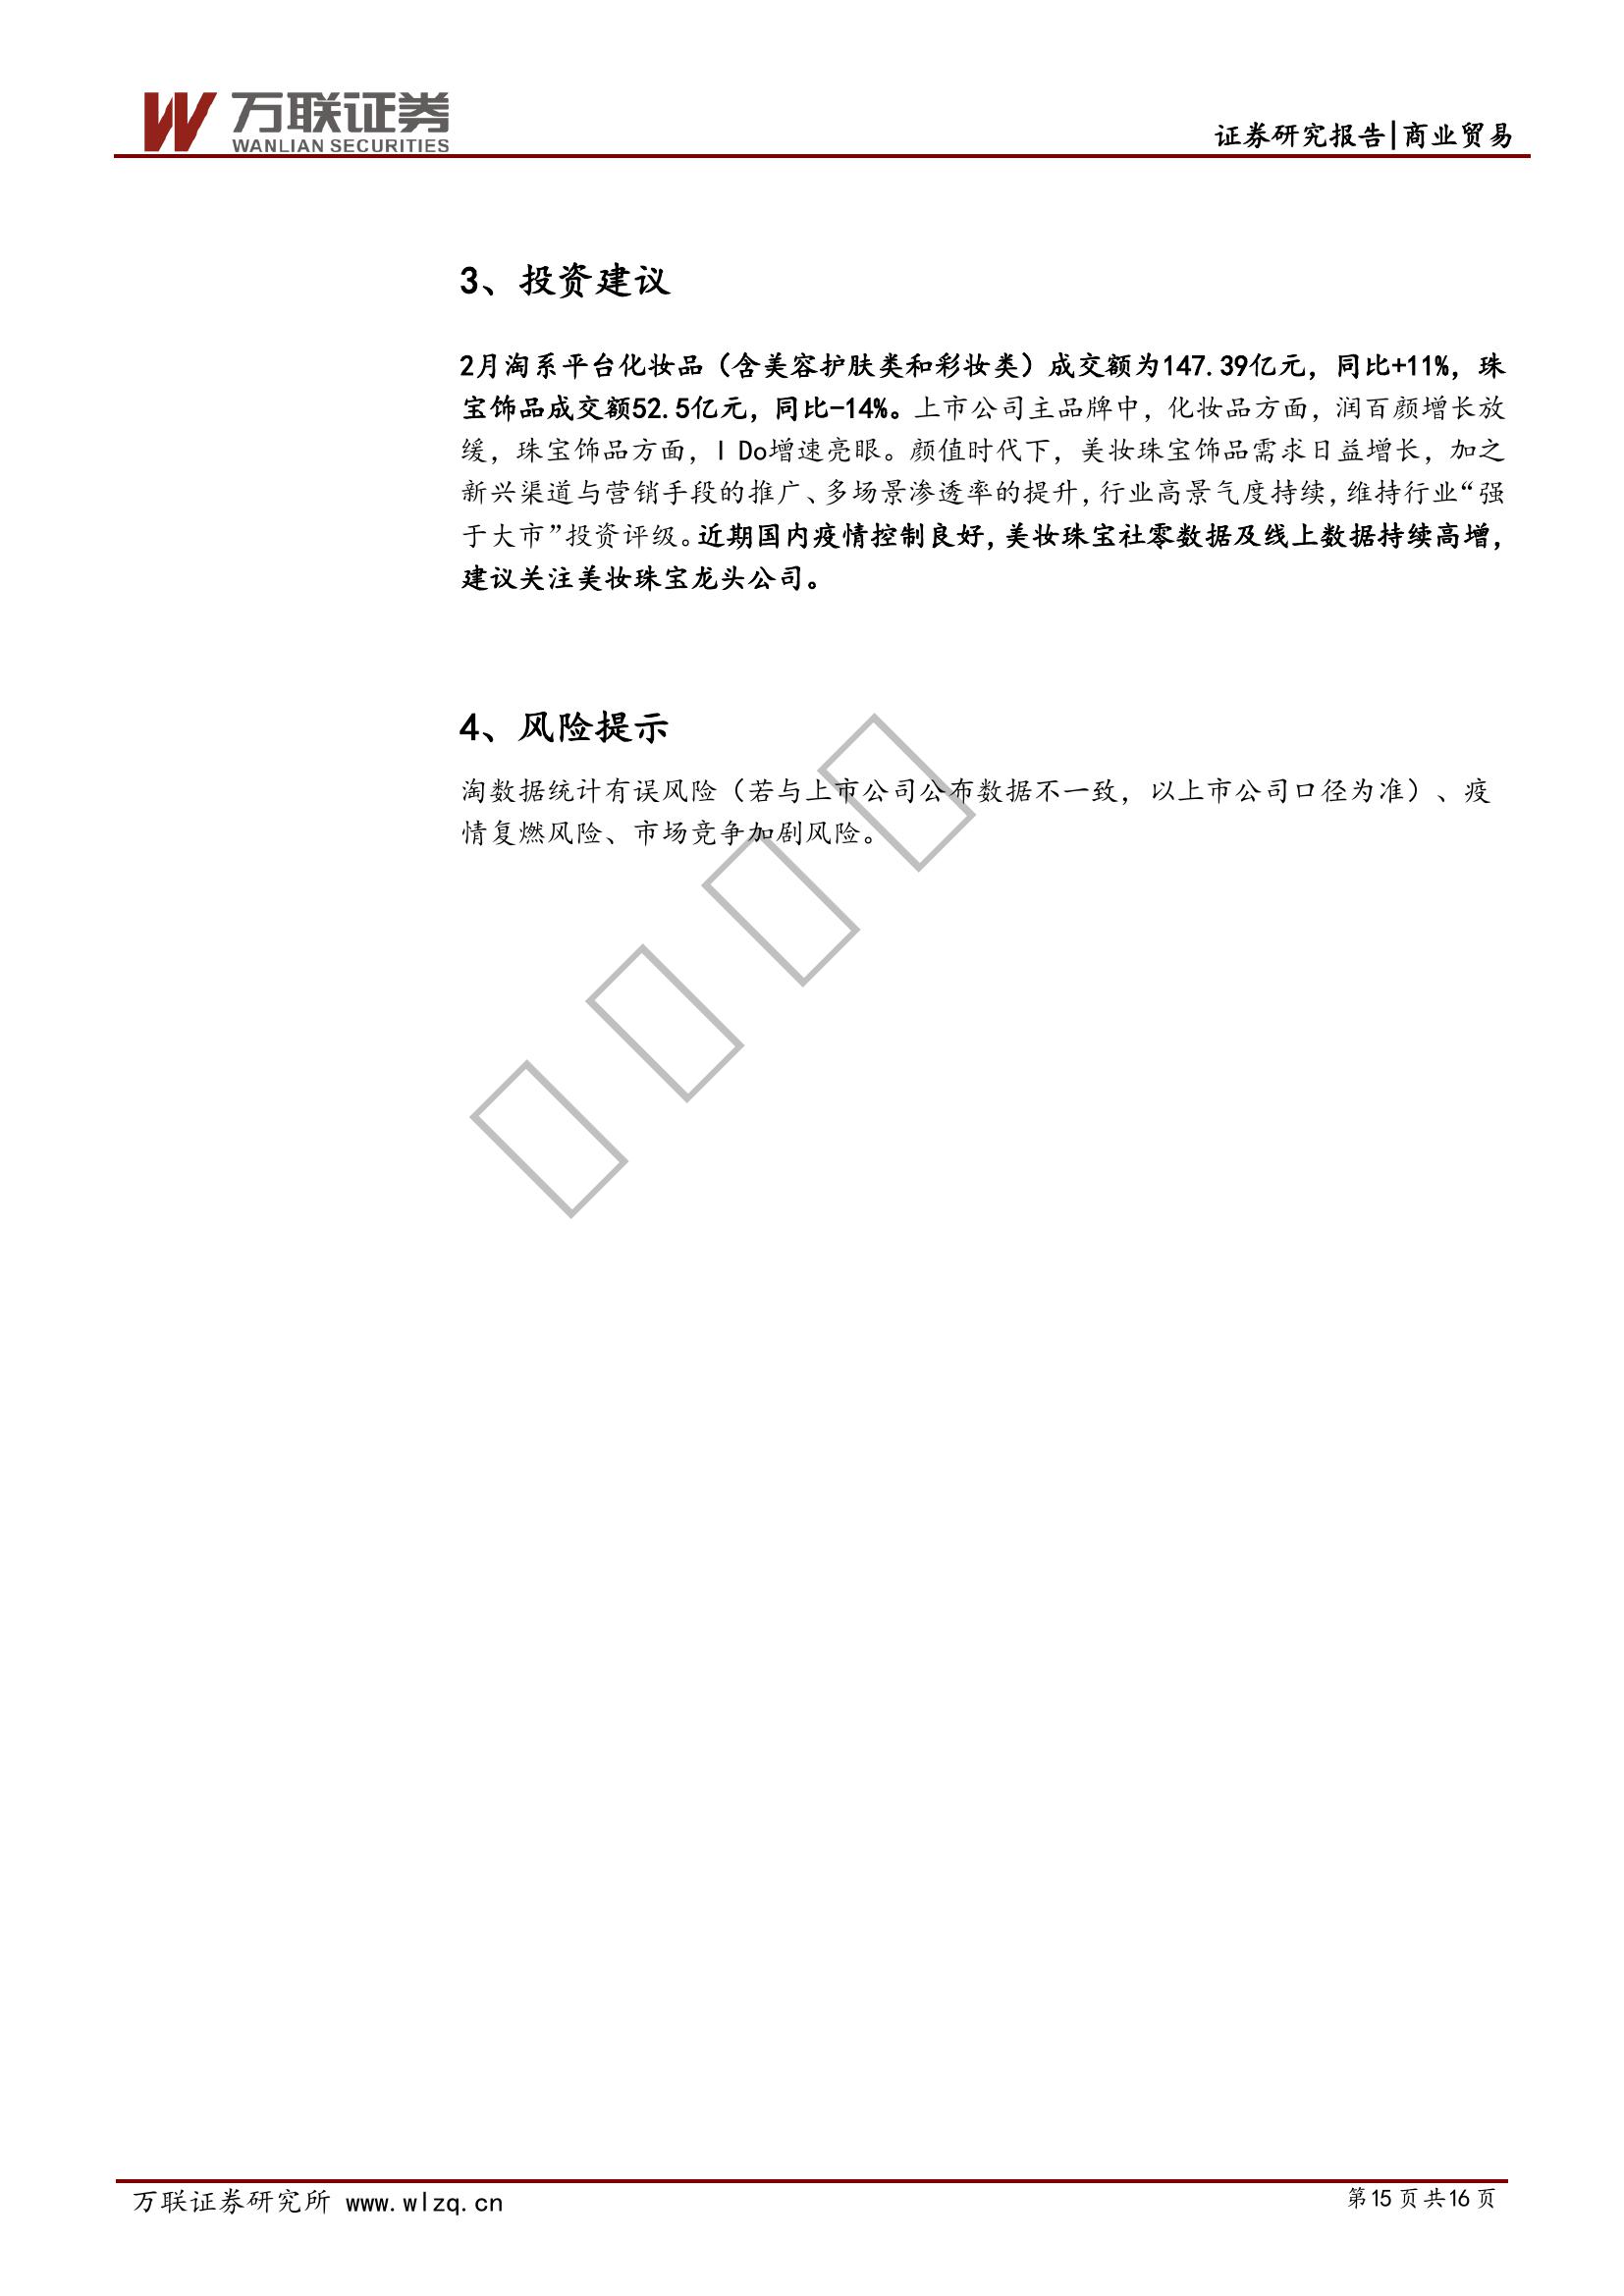 万联证券
WANLIAN SECURITIES
证券研究报告|商业贸易
3、投资建议
2月淘系平台化妆品（含美容护肤类和彩妆类）成交额为147.39亿元，同比+11%，珠
宝饰品成交额52.5亿元，同比-14%。上市公司主品牌中，化妆品方面，润百颜增长放
缓，珠宝饰品方面，I Do增速亮眼。颜值时代下，美妆珠宝饰品需求日益增长，加之
新兴渠道与营销手段的推广、多场景渗透率的提升，行业高景气度持续，维持行业“强
于大市”投资评级。近期国内疫情控制良好，美妆珠宝社零数据及线上数据持续高增，
建议关注美妆珠宝龙头公司。
4、风险提示
淘数据统计有误风险（若与上市公司公布数据不一致，以上市公司口径为准）、疫
情复燃风险、市场竞争加剧风险。
万联证券研究所 www.wlzq.cn
第15页共16页